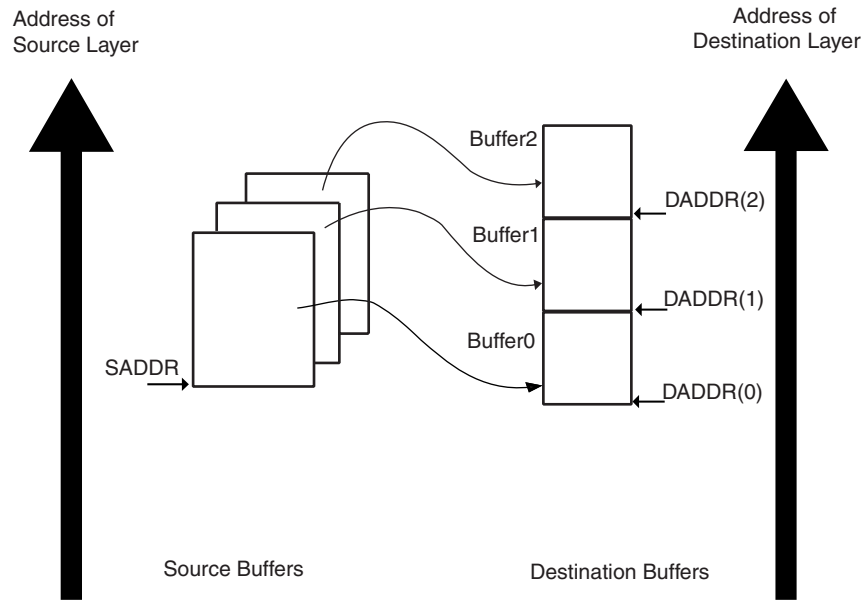 Address of
Source Layer
Address of
Destination Layer
Buffer2
DADDR(2)
Buffer1
DADDR(1)
Buffer0
SADDR
DADDR(0)
Source Buffers
Destination Buffers